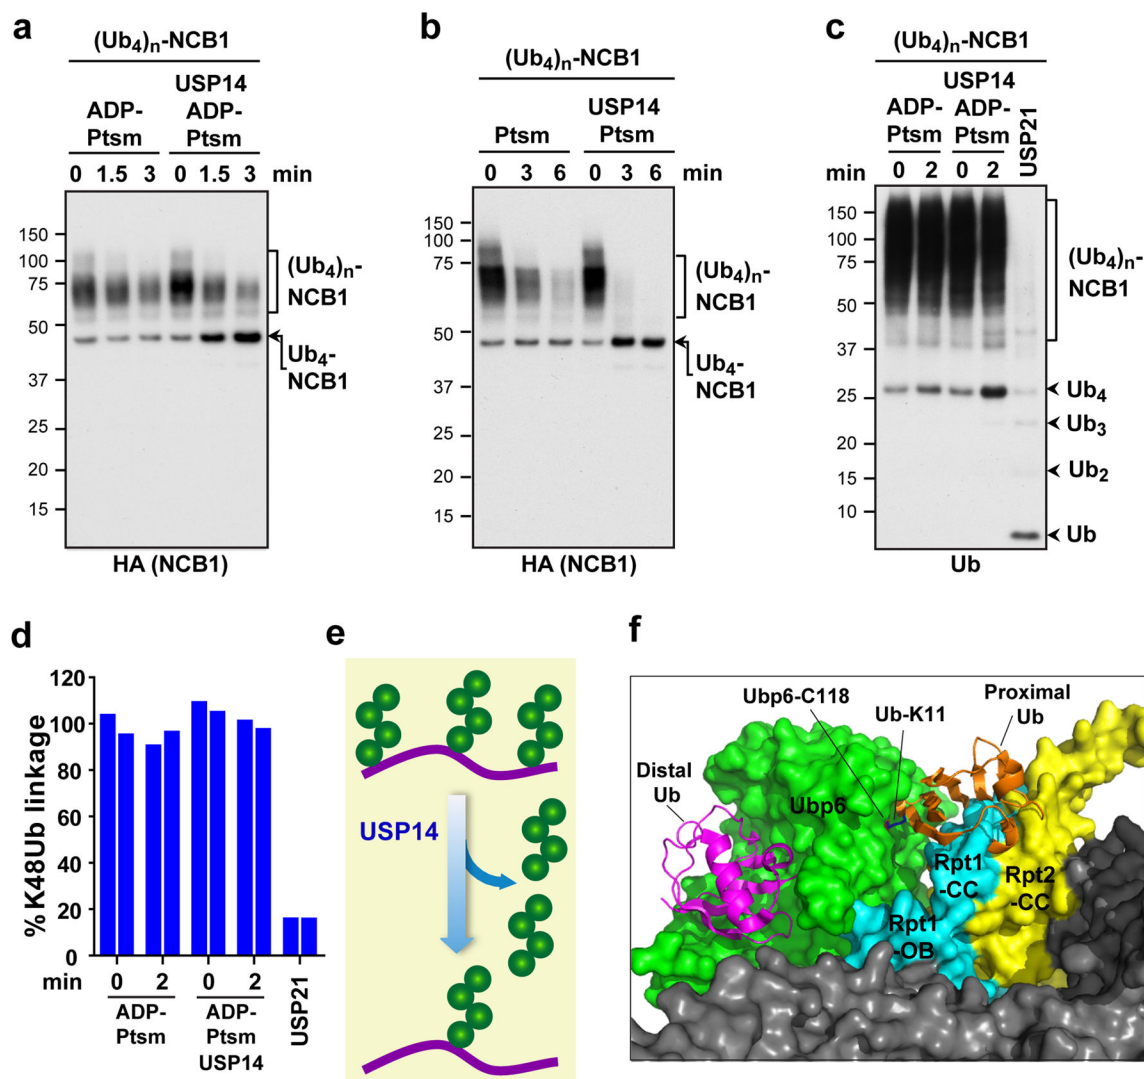 a
(Ub4)n-NCB1
ADP-
Ptsm
USP14
ADP-
Ptsm
0 1.5 3 0 1.5 3 min
150
100
75
50
37
25
20
15
(Ub4)n-
NCB1
Ub4-
NCB1
HA (NCB1)
b
(Ub4)n-NCB1
Ptsm
USP14
Ptsm
0 3 6 0 3 6 min
150
100
75
50
37
25
20
15
(Ub4)n-
NCB1
Ub4-
NCB1
HA (NCB1)
c
(Ub4)n-NCB1
ADP-
Ptsm
USP14
ADP-
Ptsm
USP21
min 0 2 0 2
150
100
75
50
37
25
20
15
10
(Ub4)n-
NCB1
Ub4
Ub3
Ub2
Ub
Ub
d
%K48Ub linkage
120
100
80
60
40
20
0
min 0 2 0 2
ADP-
Ptsm
ADP-
Ptsm
USP14
USP21
e
USP14
f
Ubp6-C118
Ub-K11
Proximal
Ub
Distal
Ub
Ubp6
Rpt1
-CC
Rpt2
-CC
Rpt1
-OB